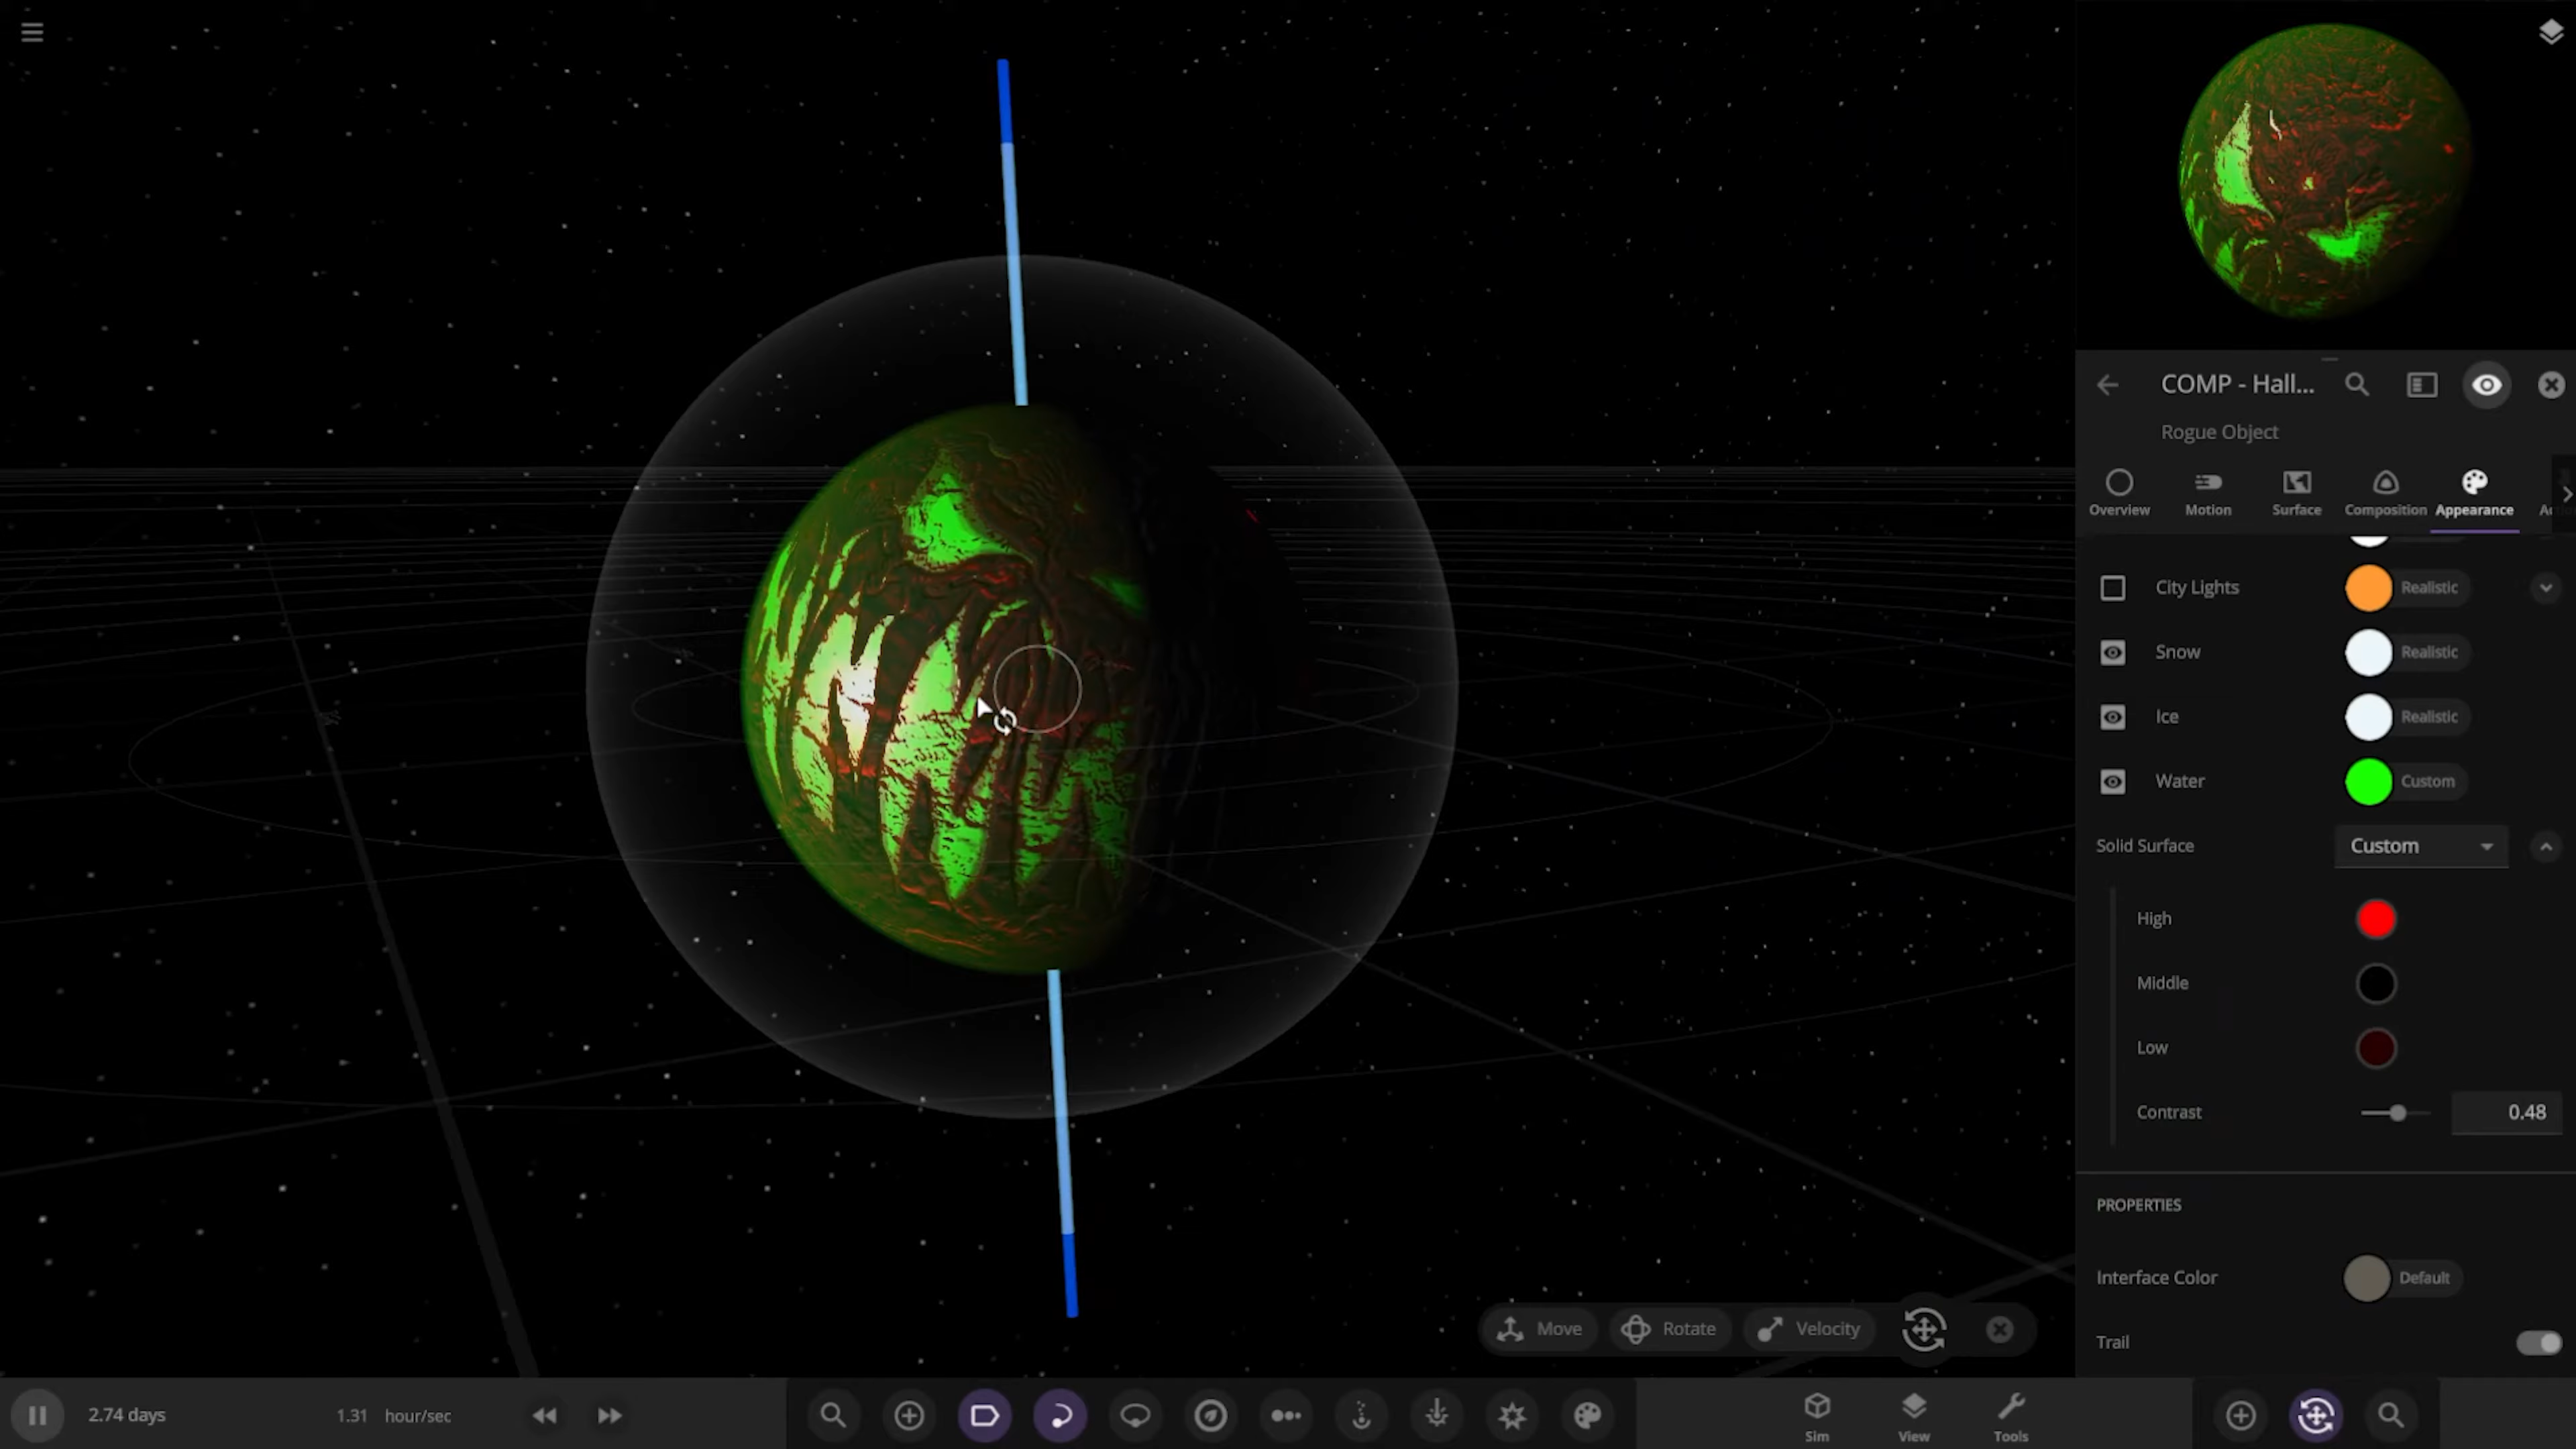 COMP - Hall...
Rogue Object
Overview
Motion
Surface
Composition
Appearance
City Lights
Realistic
Snow
Realistic
Ice
Realistic
Water
Custom
Solid Surface
Custom
High
Middle
Low
Contrast
0.48
PROPERTIES
Interface Color
Default
Trail
Move
Rotate
Velocity
2.74 days
1.31 hour/sec
Sim
View
Tools